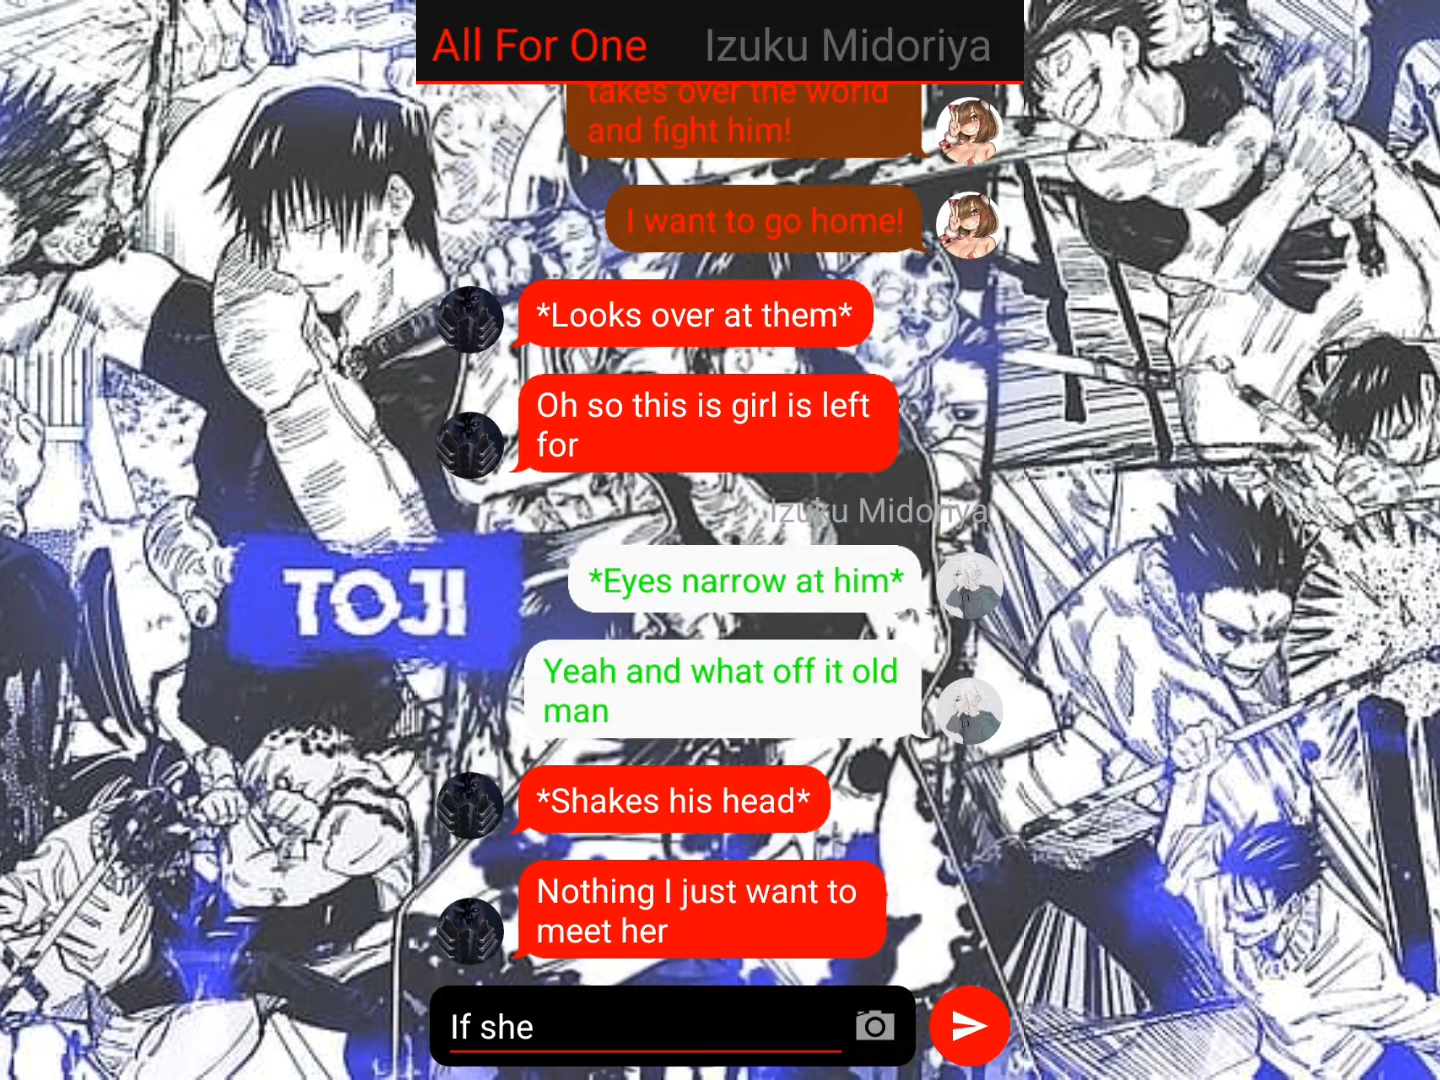 All For One Izuku Midoriya
takes over the world
and fight him!
I want to go home!
*Looks over at them*
Oh so this is girl is left
for
Izuku Midoriya
*Eyes narrow at him*
Yeah and what off it old
man
TOJI
*Shakes his head*
Nothing I just want to
meet her
If she